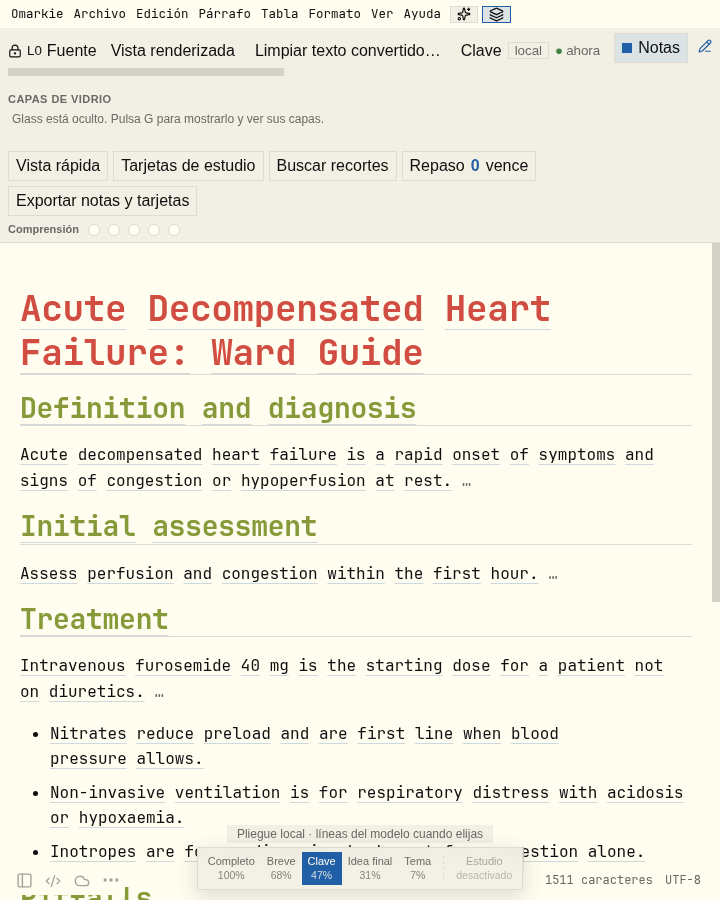 Omarkie Archivo Edición Párrafo Tabla Formato Ver Ayuda
L0 Fuente Vista renderizada Limpiar texto convertido… Clave local ● ahora Notas
CAPAS DE VIDRIO
Glass está oculto. Pulsa G para mostrarlo y ver sus capas.
Vista rápida Tarjetas de estudio Buscar recortes Repaso 0 vence
Exportar notas y tarjetas
Comprensión
Acute Decompensated Heart
Failure: Ward Guide
Definition and diagnosis
Acute decompensated heart failure is a rapid onset of symptoms and
signs of congestion or hypoperfusion at rest. …
Initial assessment
Assess perfusion and congestion within the first hour. …
Treatment
Intravenous furosemide 40 mg is the starting dose for a patient not
on diuretics. …
• Nitrates reduce preload and are first line when blood
pressure allows.
• Non-invasive ventilation is for respiratory distress with acidosis
or hypoxaemia.
Pliegue local · líneas del modelo cuando elijas
• Inotropes are alone.
Completo Breve Clave Idea final Tema Estudio
100% 68% 47% 31% 7% desactivado
1511 caracteres UTF-8
Pitfalls